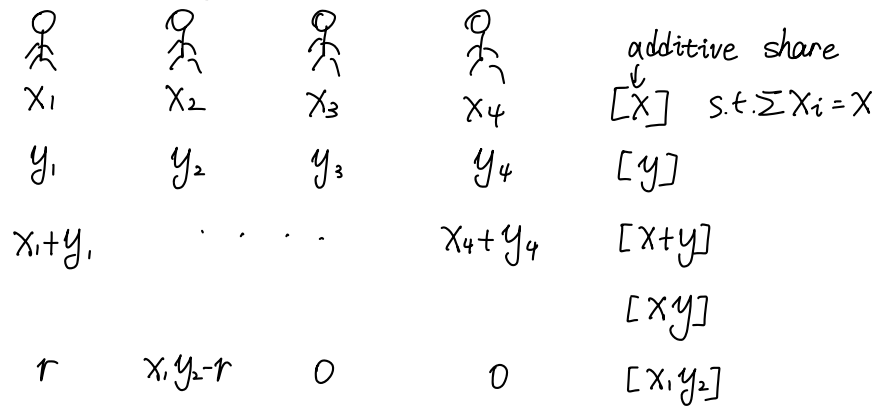 additive share
x₁ x₂ x₃ x₄ [x] s.t. Σxᵢ = x
y₁ y₂ y₃ y₄ [y]
x₁+y₁ . . . . x₄+y₄ [x+y]
[xy]
r x₁y₂-r 0 0 [x₁y₂]